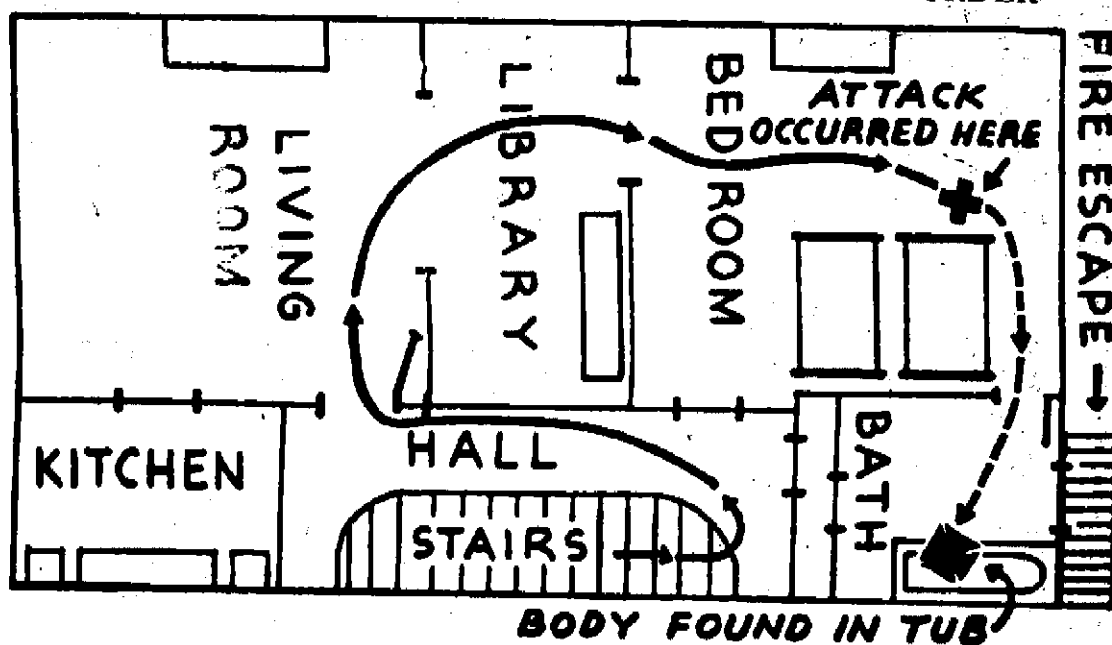 ATTACK
OCCURRED HERE
FIRE ESCAPE
LIVING
ROOM
LIBRARY
BED ROOM
KITCHEN
HALL
STAIRS
BATH
BODY FOUND IN TUB